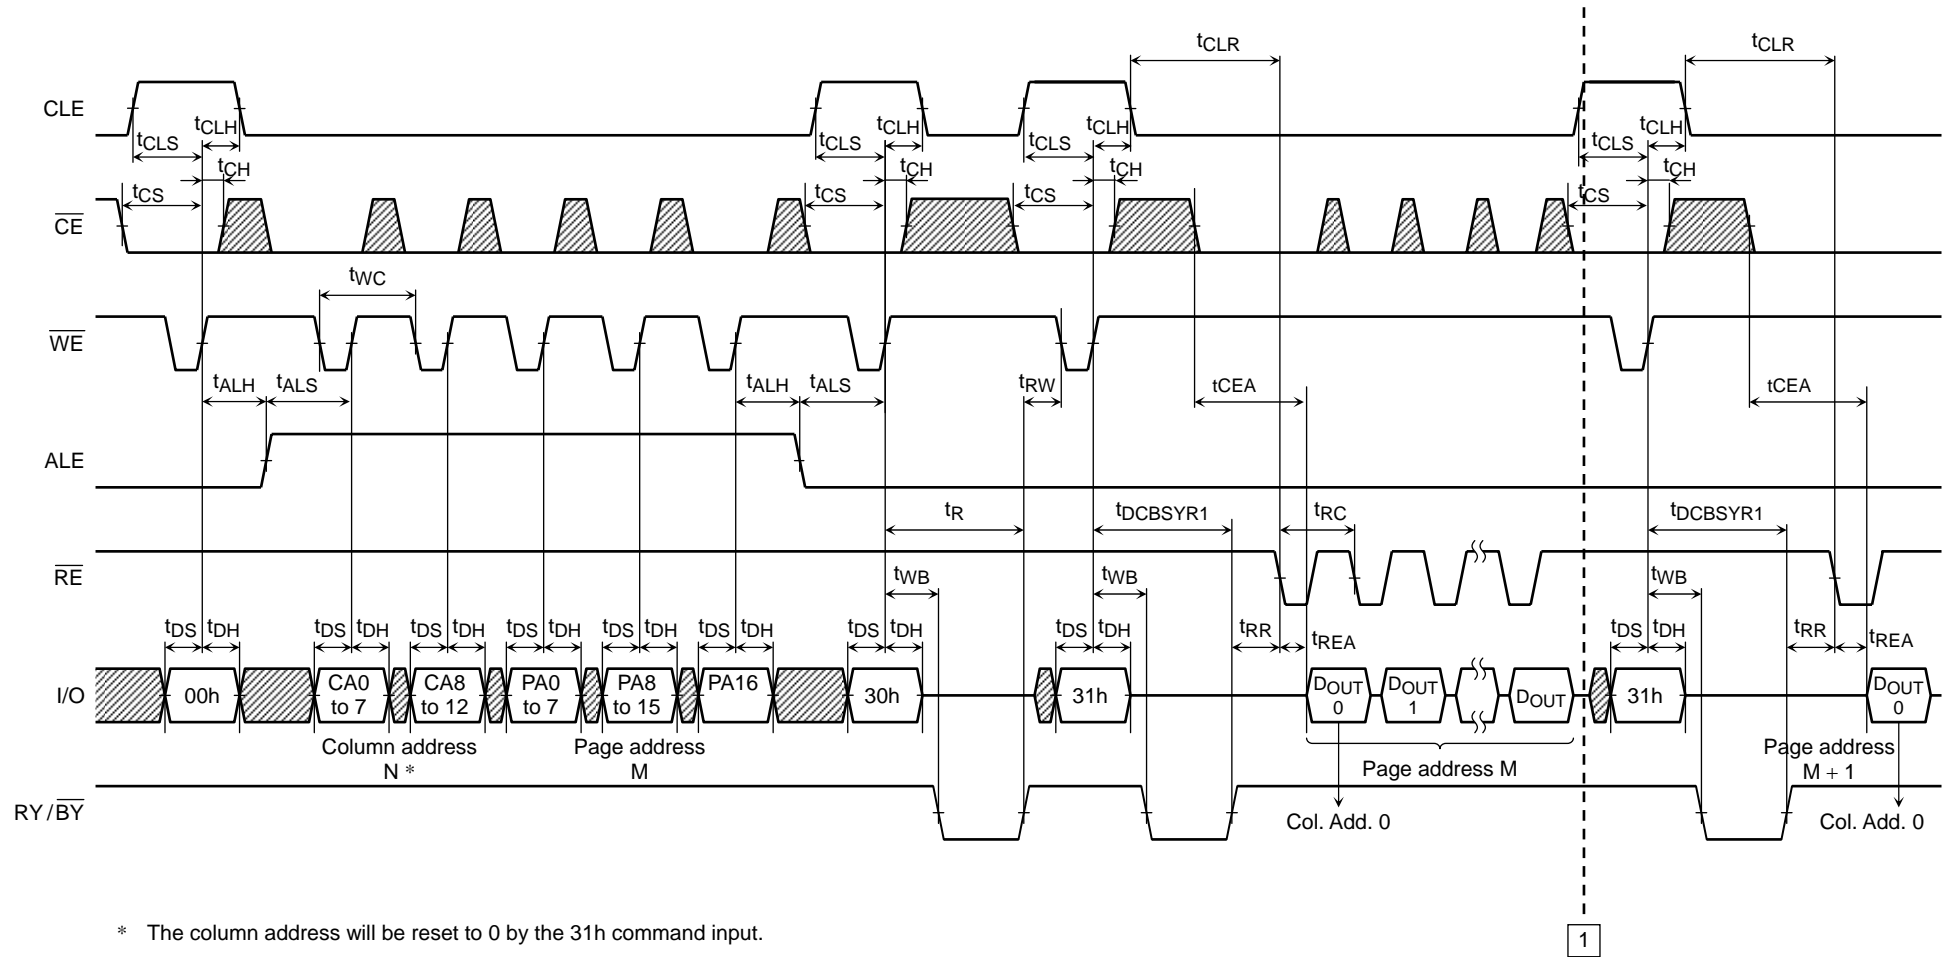 tCLR tCLR
CLE
tCLS tCLH tCLS tCLH tCLS tCLH tCLS tCLH
tCS tCH tCS tCH tCS tCH tCS tCH
CE
tWC
WE
tALH tALS tALH tALS tRW tCEA tCEA
ALE
tR tDCBSYR1 tRC tDCBSYR1
RE
tWB tWB tWB
tDS tDH tDS tDH tDS tDH tDS tDH tDS tDH tDS tDH tDS tDH tDS tDH tRR tREA tDS tDH tRR tREA
I/O
00h
CA0 to 7
CA8 to 12
PA0 to 7
PA8 to 15
PA16
30h
31h
DOUT 0
DOUT 1
DOUT
31h
DOUT 0
Column address N *
Page address M
Page address M
Page address M + 1
RY/BY
Col. Add. 0
Col. Add. 0
* The column address will be reset to 0 by the 31h command input.
1